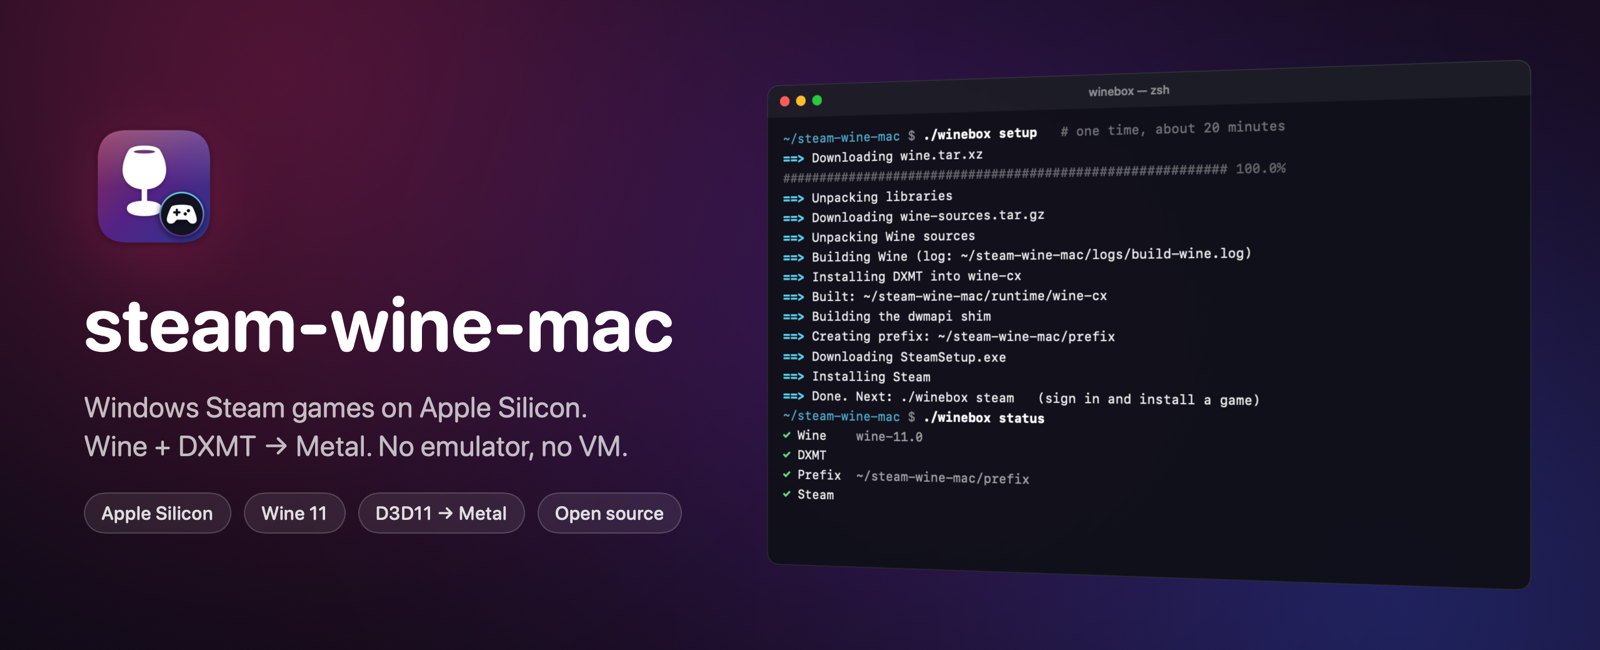 steam-wine-mac
Windows Steam games on Apple Silicon.
Wine + DXMT → Metal. No emulator, no VM.
Apple Silicon
Wine 11
D3D11 → Metal
Open source
winebox — zsh
~/steam-wine-mac $ ./winebox setup   # one time, about 20 minutes
==> Downloading wine.tar.xz
############################################################## 100.0%
==> Unpacking libraries
==> Downloading wine-sources.tar.gz
==> Unpacking Wine sources
==> Building Wine (log: ~/steam-wine-mac/logs/build-wine.log)
==> Installing DXMT into wine-cx
==> Built: ~/steam-wine-mac/runtime/wine-cx
==> Building the dwmapi shim
==> Creating prefix: ~/steam-wine-mac/prefix
==> Downloading SteamSetup.exe
==> Installing Steam
==> Done. Next: ./winebox steam   (sign in and install a game)
~/steam-wine-mac $ ./winebox status
✓ Wine    wine-11.0
✓ DXMT
✓ Prefix  ~/steam-wine-mac/prefix
✓ Steam